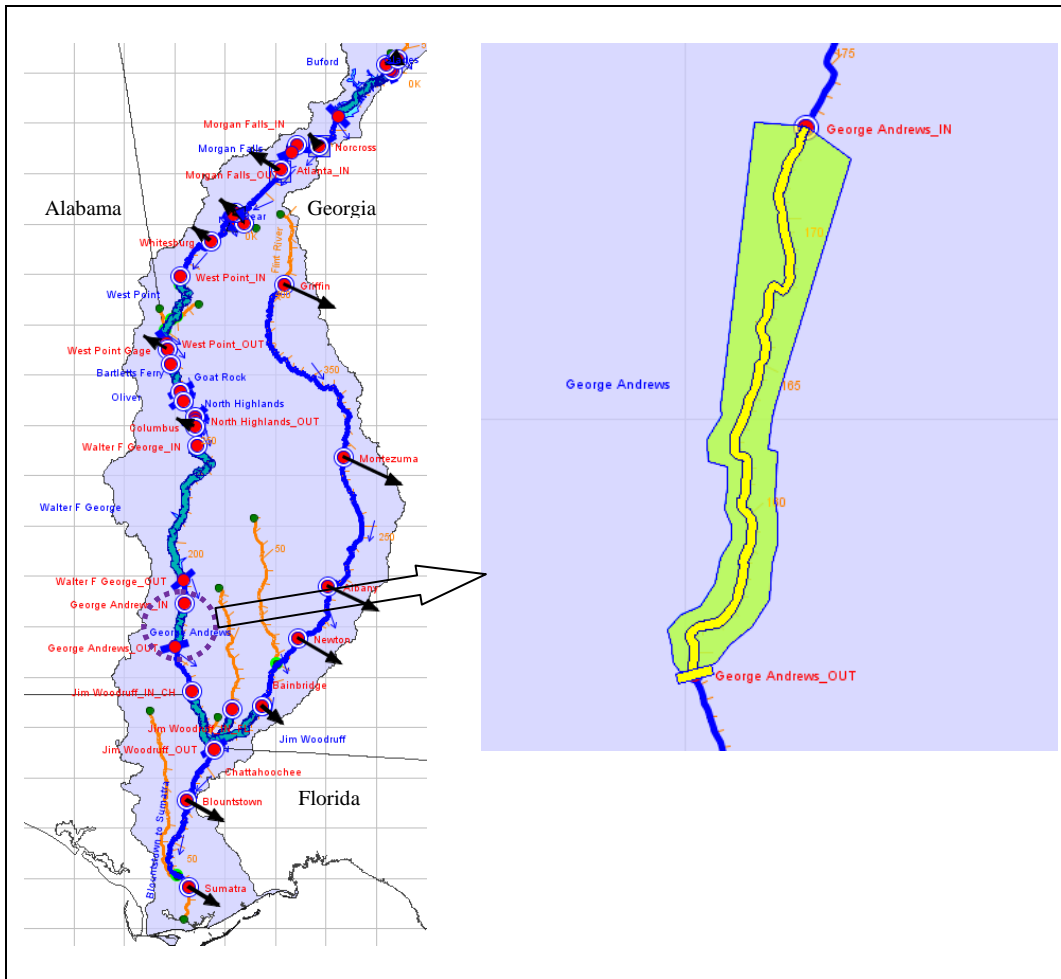 Buford
0K
Morgan Falls_IN
Morgan Falls
Norcross
Morgan Falls_OUT
Atlanta_IN
Alabama
Georgia
0K
Whitesburg
Flint River
West Point_IN
Griffin
West Point
West Point_OUT
West Point Gage
350
Bartletts Ferry
Goat Rock
Oliver
North Highlands
North Highlands_OUT
Columbus
Walter F George_IN
Montezuma
Walter F George
250
50
200
Walter F George_OUT
Albany
George Andrews_IN
George Andrews
Newton
George Andrews_OUT
Jim Woodruff_IN_CH
Bainbridge
Jim Woodruff
Jim Woodruff_OUT
Chattahoochee
Florida
Blountstown
Blountstown to Sumatra
50
Sumatra
175
George Andrews_IN
170
165
George Andrews
George Andrews_OUT